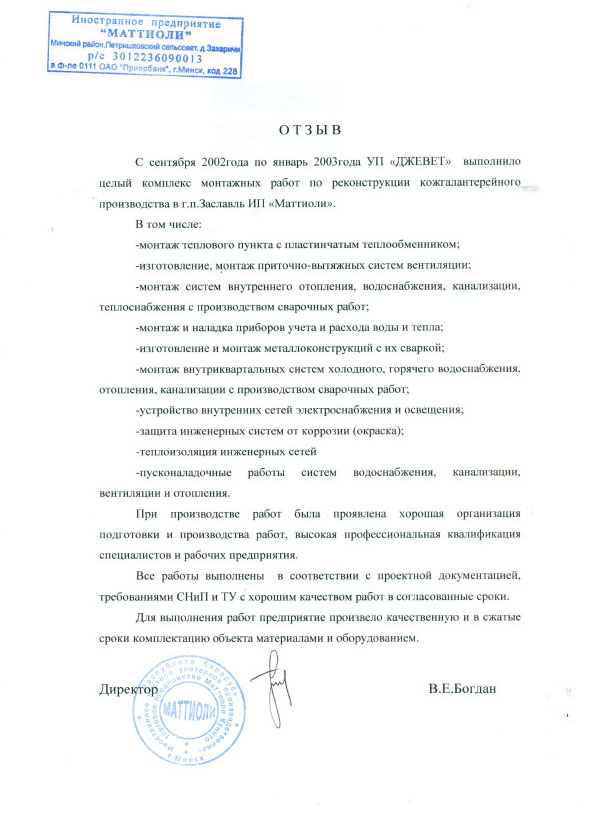 Иностранное предприятие
“МАТТИОЛИ”
Минский район, Петришковский сельсовет, д. Захаричи
р/с 3012236090013
в Ф-ле 0111 ОАО "Приорбанк", г.Минск, код 228
ОТЗЫВ
С сентября 2002года по январь 2003года УП «ДЖЕВЕТ» выполнило
целый комплекс монтажных работ по реконструкции кожгалантерейного
производства в г.п.Заславль ИП «Маттиоли».
В том числе:
-монтаж теплового пункта с пластинчатым теплообменником;
-изготовление, монтаж приточно-вытяжных систем вентиляции;
-монтаж систем внутреннего отопления, водоснабжения, канализации,
теплоснабжения с производством сварочных работ;
-монтаж и наладка приборов учета и расхода воды и тепла;
-изготовление и монтаж металлоконструкций с их сваркой;
-монтаж внутриквартальных систем холодного, горячего водоснабжения,
отопления, канализации с производством сварочных работ;
-устройство внутренних сетей электроснабжения и освещения;
-защита инженерных систем от коррозии (окраска);
-теплоизоляция инженерных сетей
-пусконаладочные работы систем водоснабжения, канализации,
вентиляции и отопления.
При производстве работ была проявлена хорошая организация
подготовки и производства работ, высокая профессиональная квалификация
специалистов и рабочих предприятия.
Все работы выполнены в соответствии с проектной документацией,
требованиями СНиП и ТУ с хорошим качеством работ в согласованные сроки.
Для выполнения работ предприятие произвело качественную и в сжатые
сроки комплектацию объекта материалами и оборудованием.
Директор В.Е.Богдан
Республика Беларусь
МАТТИОЛИ
г.Минск